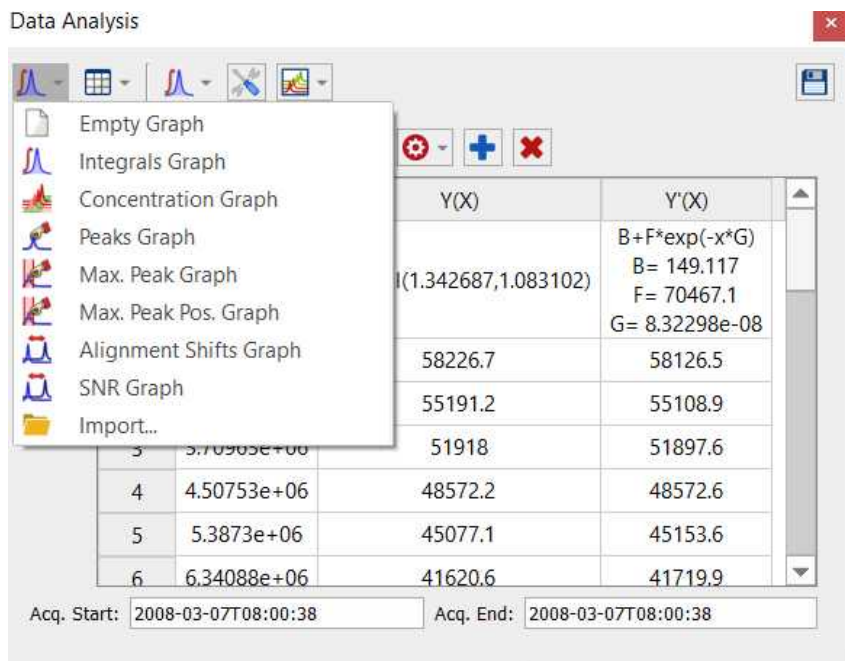 Data Analysis
Empty Graph
Integrals Graph
Concentration Graph
Peaks Graph
Max. Peak Graph
Max. Peak Pos. Graph
Alignment Shifts Graph
SNR Graph
Import...
Y(X) Y'(X)
I(1.342687,1.083102)
B+F*exp(-x*G)
B= 149.117
F= 70467.1
G= 8.32298e-08
58226.7 58126.5
55191.2 55108.9
3 51918 51897.6
4 4.50753e+06 48572.2 48572.6
5 5.3873e+06 45077.1 45153.6
6 6.34088e+06 41620.6 41719.9
Acq. Start: 2008-03-07T08:00:38 Acq. End: 2008-03-07T08:00:38